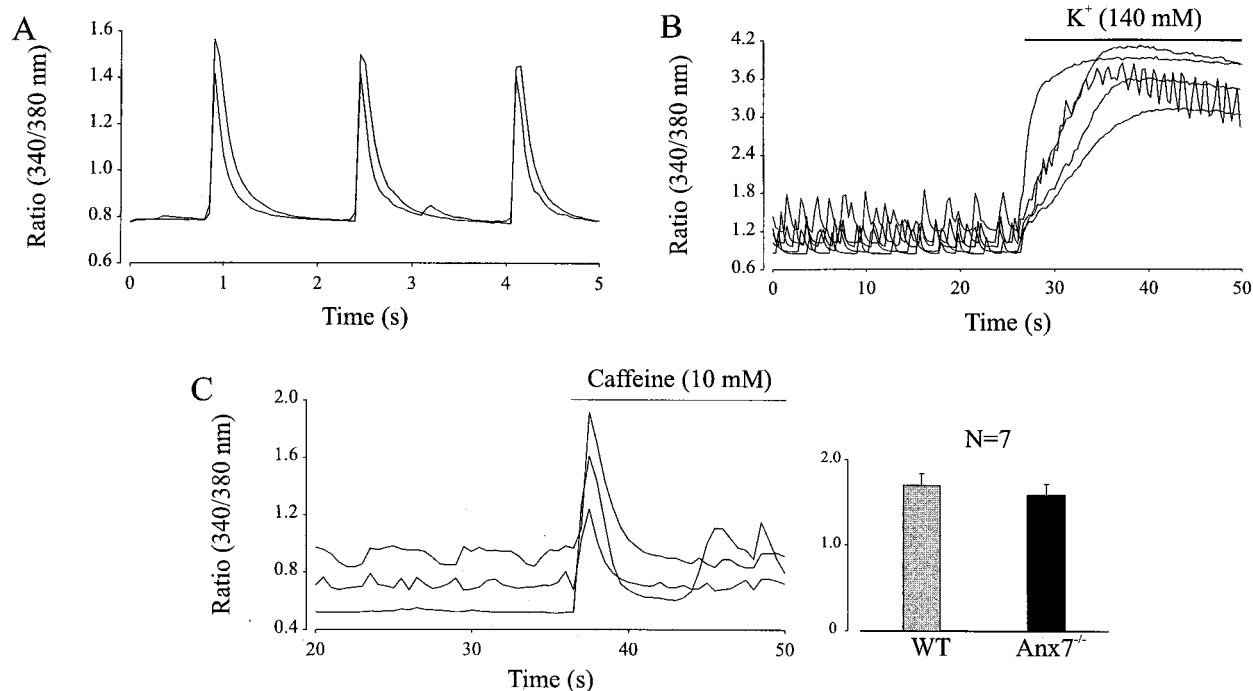 A
Ratio (340/380 nm)
1.6
1.4
1.2
1.0
0.8
0.6
0
1
2
3
4
5
Time (s)
B
K⁺ (140 mM)
Ratio (340/380 nm)
4.2
3.6
3.0
2.4
1.8
1.2
0.6
0
10
20
30
40
50
Time (s)
C
Caffeine (10 mM)
Ratio (340/380 nm)
2.0
1.6
1.2
0.8
0.4
20
30
40
50
Time (s)
N=7
2.0
1.0
0
WT
Anx7⁻/⁻